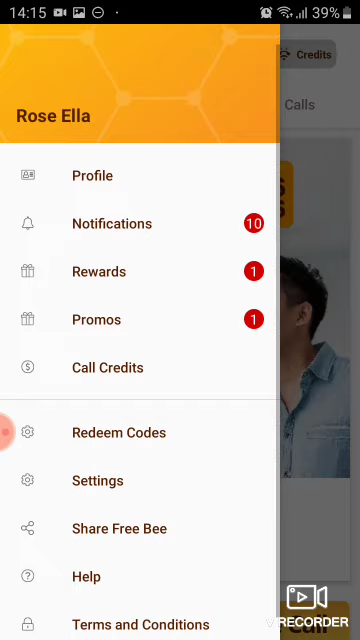 14:15
39%
Rose Ella
Credits
Calls
Profile
Notifications 10
Rewards 1
Promos 1
Call Credits
Redeem Codes
Settings
Share Free Bee
Help
Terms and Conditions
Call